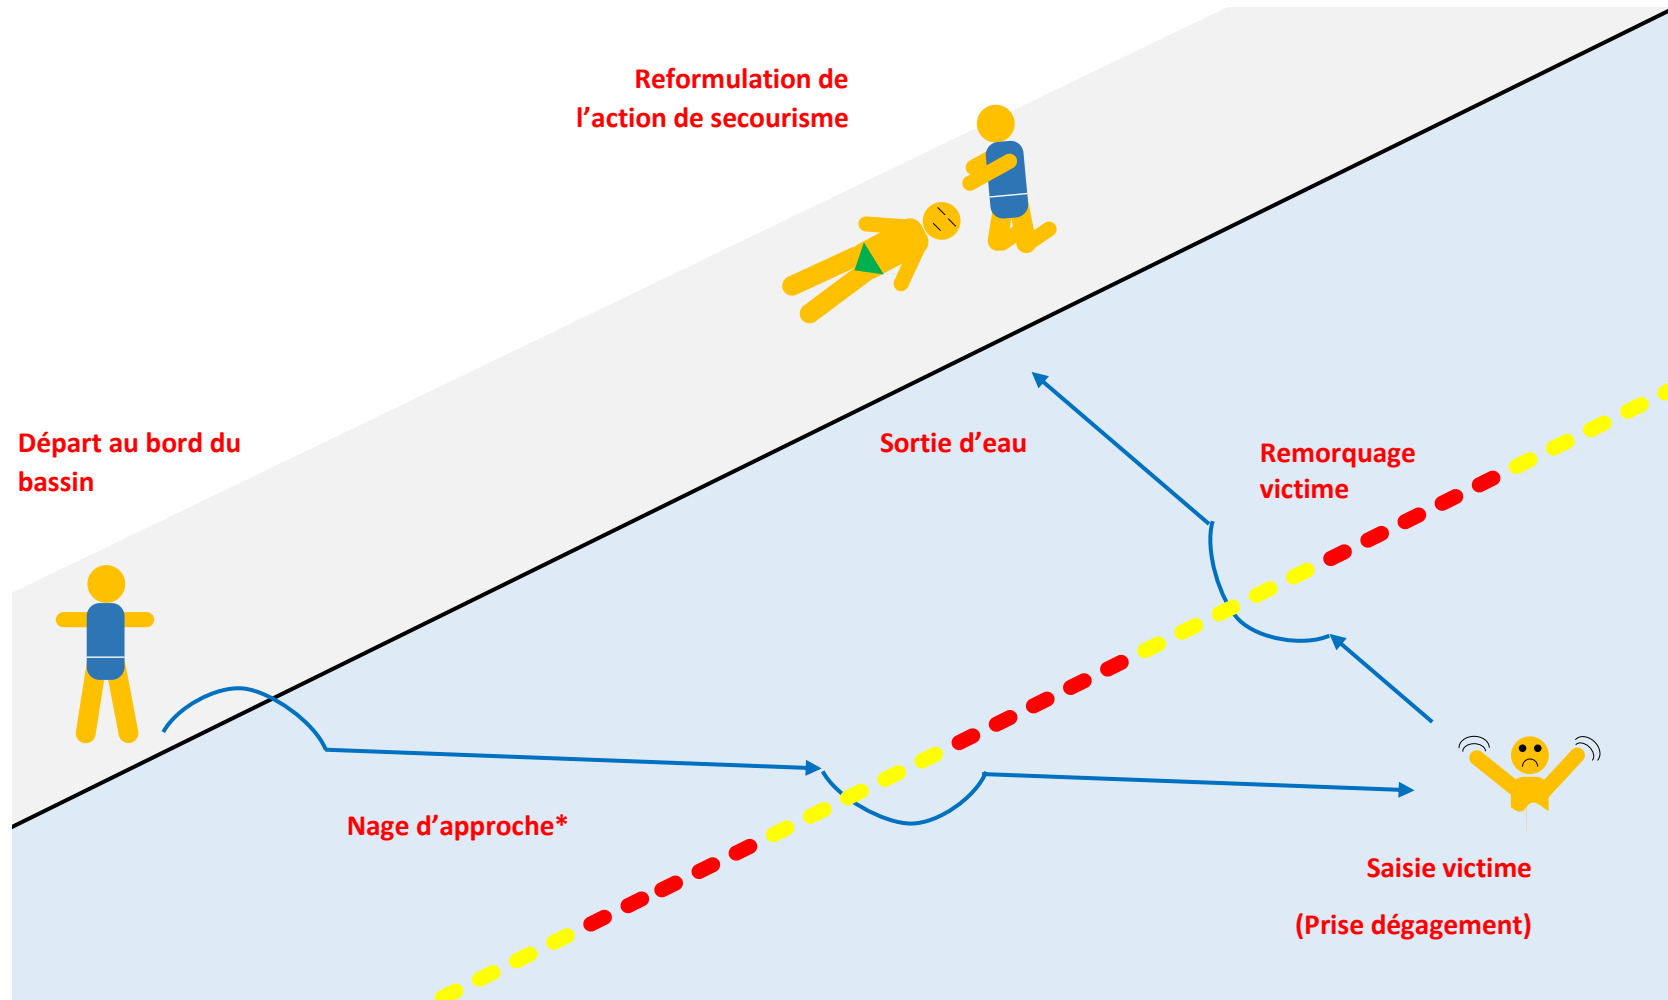 Reformulation de
l’action de secourisme
Départ au bord du
bassin
Sortie d’eau
Remorquage
victime
Nage d’approche*
Saisie victime
(Prise dégagement)